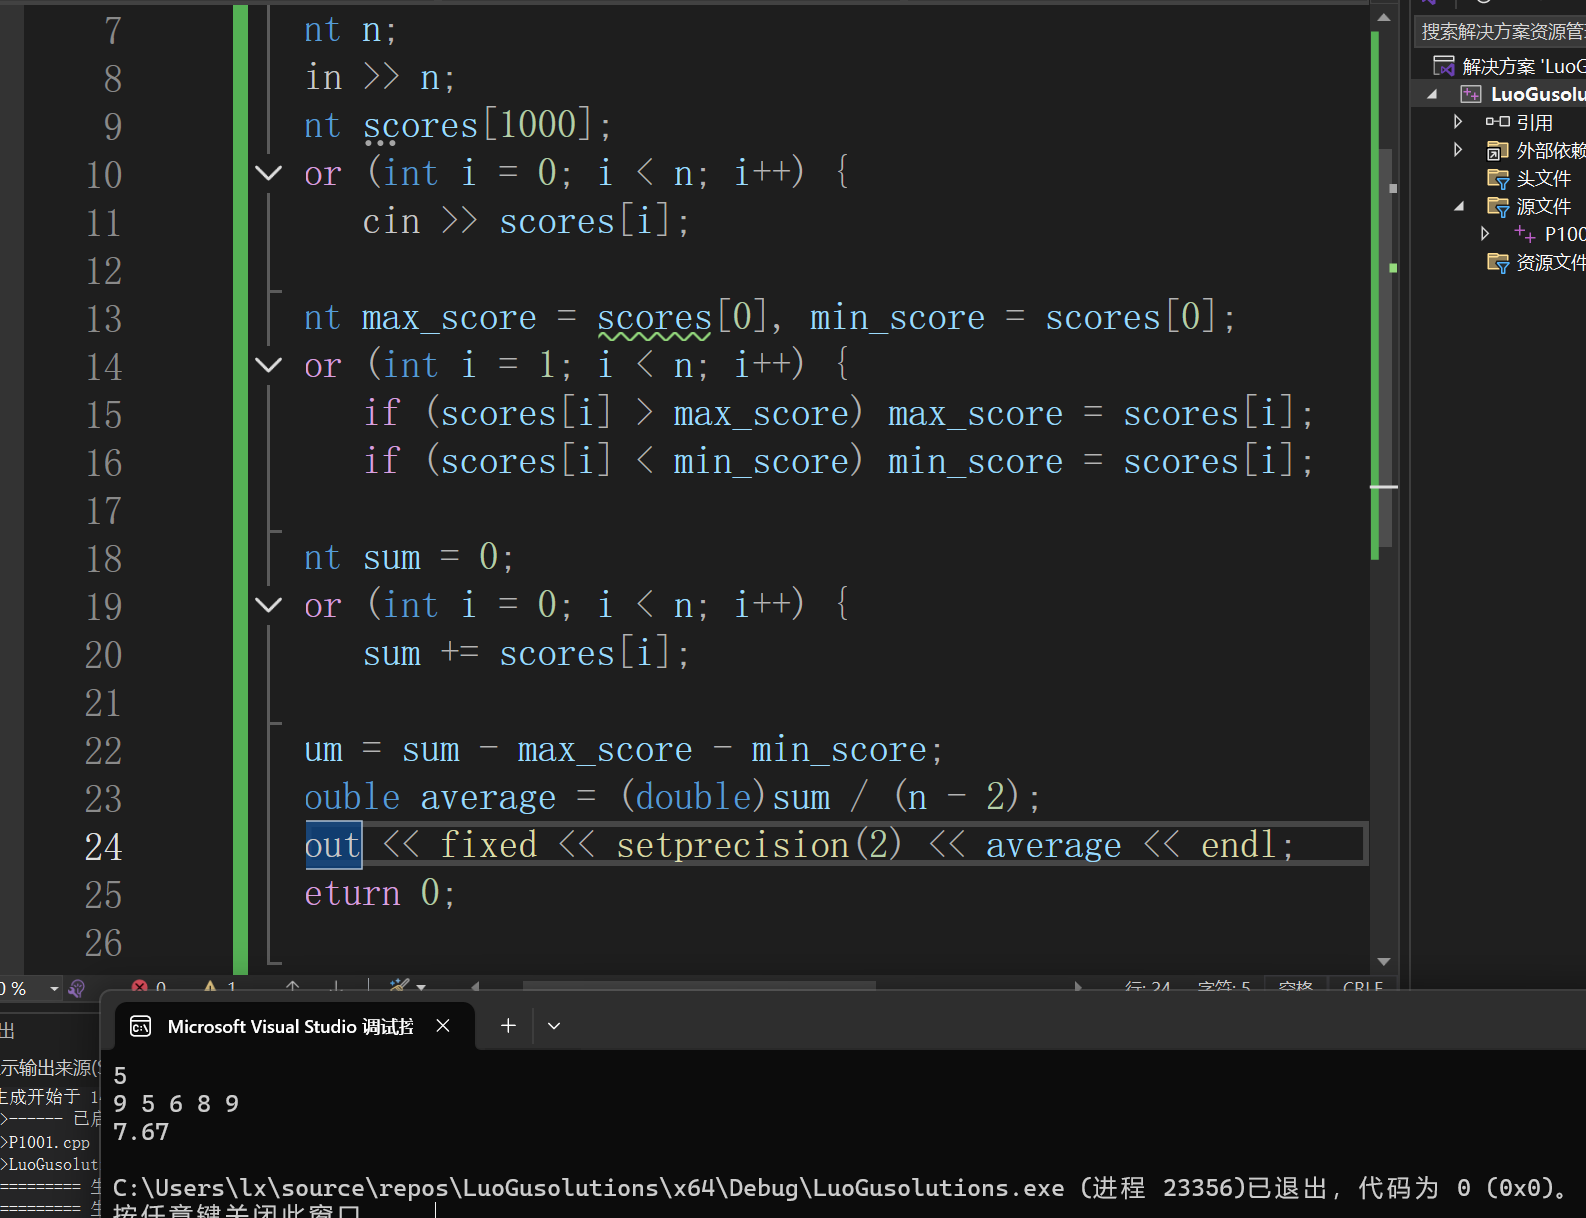 7 nt n;
8 in >> n;
9 nt scores[1000];
10 or (int i = 0; i < n; i++) {
11 cin >> scores[i];
12
13 nt max_score = scores[0], min_score = scores[0];
14 or (int i = 1; i < n; i++) {
15 if (scores[i] > max_score) max_score = scores[i];
16 if (scores[i] < min_score) min_score = scores[i];
17
18 nt sum = 0;
19 or (int i = 0; i < n; i++) {
20 sum += scores[i];
21
22 um = sum - max_score - min_score;
23 ouble average = (double)sum / (n - 2);
24 out << fixed << setprecision(2) << average << endl;
25 eturn 0;
26
搜索解决方案资源管
解决方案 'LuoG
LuoGusolu
引用
外部依赖
头文件
源文件
P100
资源文件
0 % 0 1 行: 24 字符: 5 空格 CRLF
出
示输出来源(S
生成开始于 1
>------ 已启
>P1001.cpp
>LuoGusolut
========= 生
========= 生
Microsoft Visual Studio 调试控
5
9 5 6 8 9
7.67
C:\Users\lx\source\repos\LuoGusolutions\x64\Debug\LuoGusolutions.exe (进程 23356)已退出，代码为 0 (0x0)。
按任意键关闭此窗口